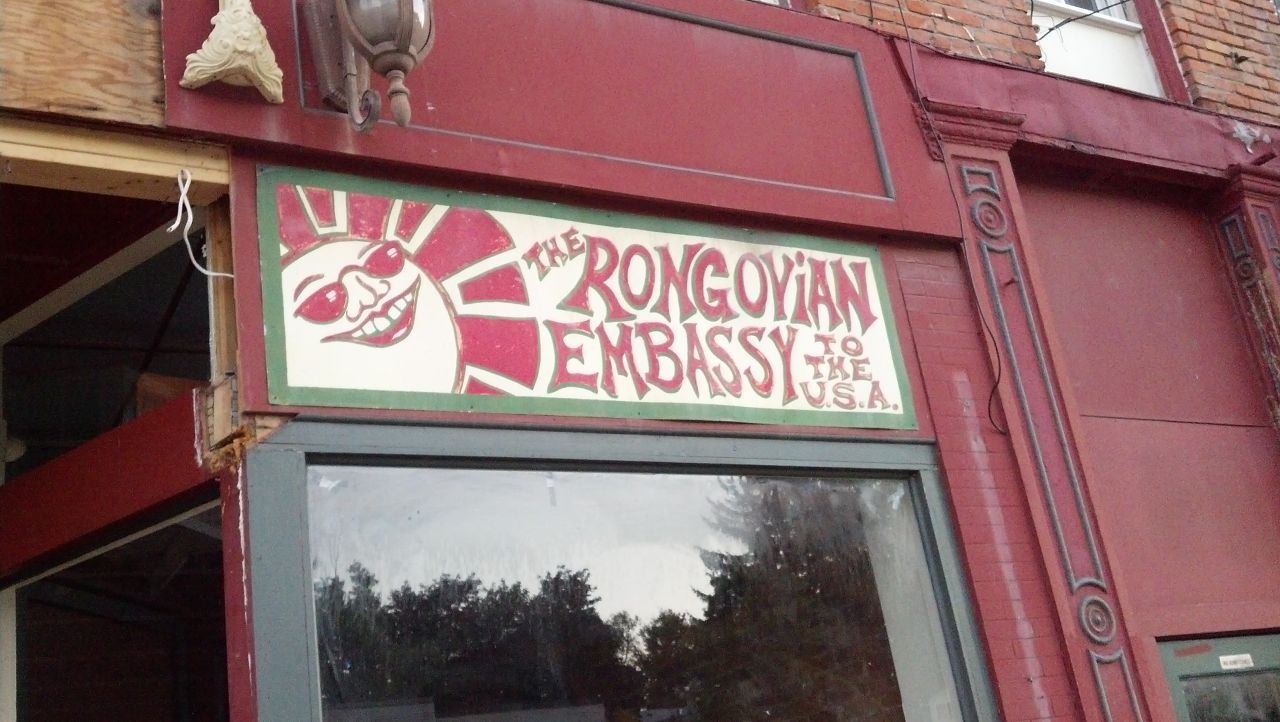 THE RONGOViAN
EMBASSY TO THE U.S.A.